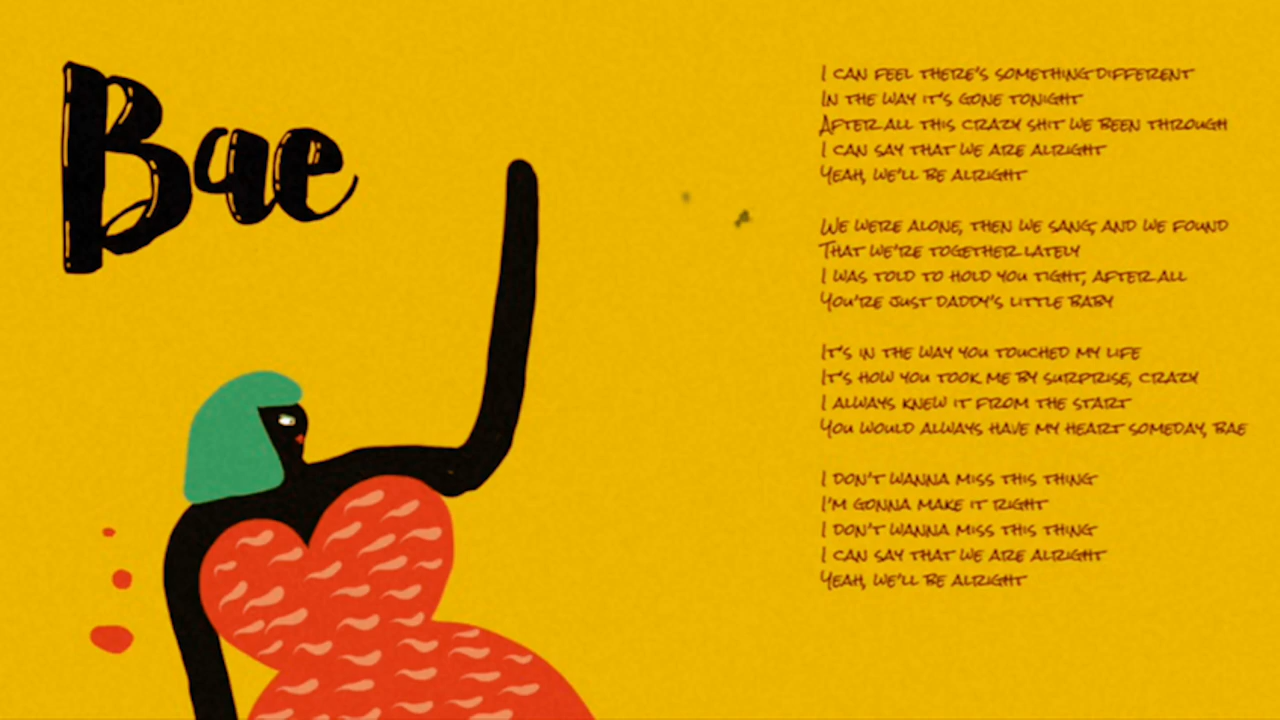 Bae
I CAN FEEL THERE'S SOMETHING DIFFERENT
IN THE WAY IT'S GONE TONIGHT
AFTER ALL THIS CRAZY SHIT WE BEEN THROUGH
I CAN SAY THAT WE ARE ALRIGHT
YEAH, WE'LL BE ALRIGHT
WE WERE ALONE, THEN WE SANG, AND WE FOUND
THAT WE'RE TOGETHER LATELY
I WAS TOLD TO HOLD YOU TIGHT, AFTER ALL
YOU'RE JUST DADDY'S LITTLE BABY
IT'S IN THE WAY YOU TOUCHED MY LIFE
IT'S HOW YOU TOOK ME BY SURPRISE, CRAZY
I ALWAYS KNEW IT FROM THE START
YOU WOULD ALWAYS HAVE MY HEART SOMEDAY, BAE
I DON'T WANNA MISS THIS THING
I'M GONNA MAKE IT RIGHT
I DON'T WANNA MISS THIS THING
I CAN SAY THAT WE ARE ALRIGHT
YEAH, WE'LL BE ALRIGHT